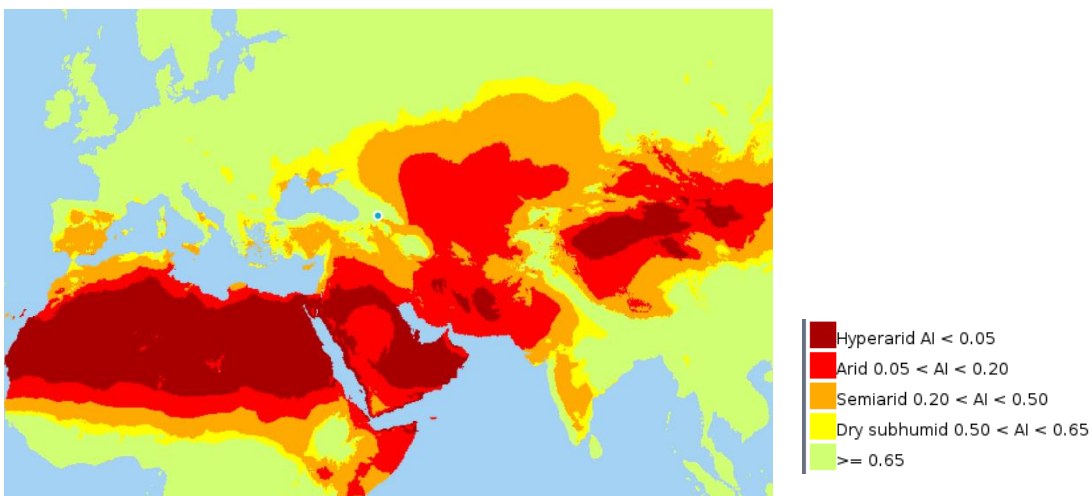 Hyperarid AI < 0.05
Arid 0.05 < AI < 0.20
Semiarid 0.20 < AI < 0.50
Dry subhumid 0.50 < AI < 0.65
>= 0.65